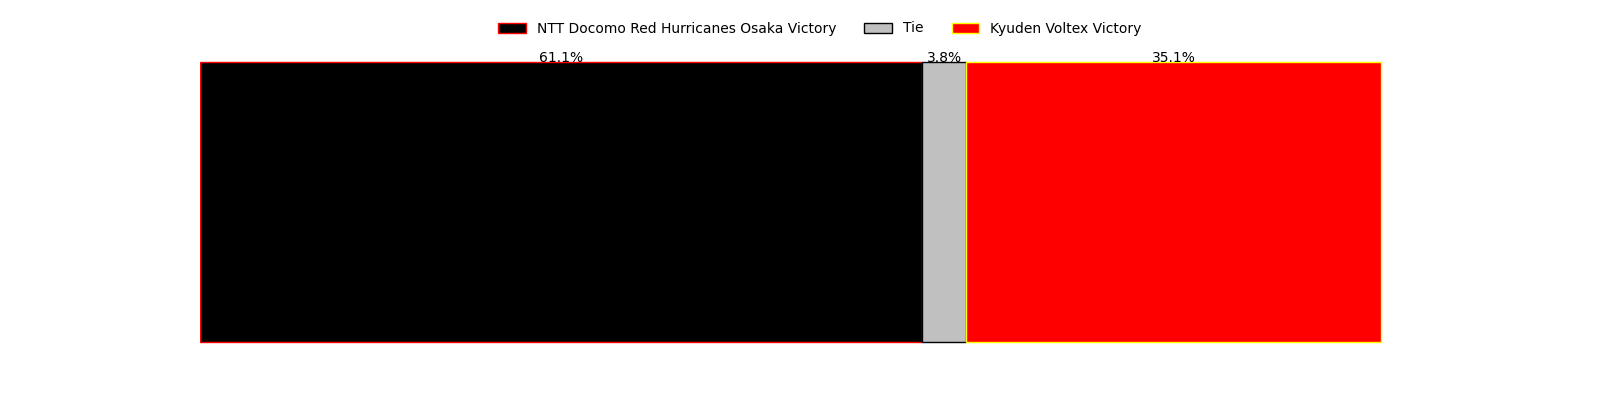 NTT Docomo Red Hurricanes Osaka Victory Tie Kyuden Voltex Victory
61.1% 3.8% 35.1%